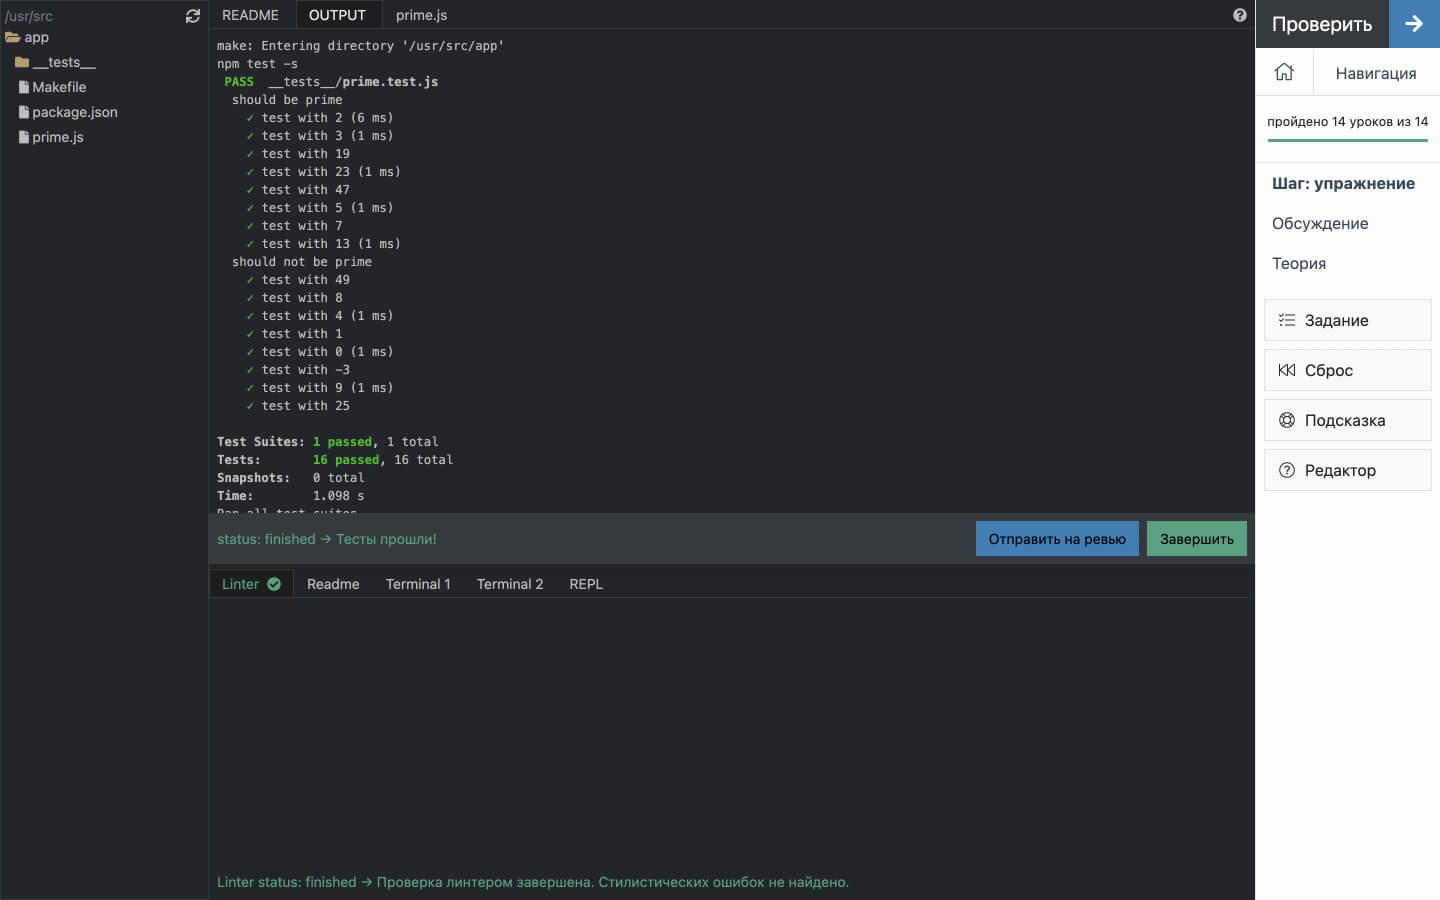 /usr/src
app
__tests__
Makefile
package.json
prime.js
README OUTPUT prime.js
make: Entering directory '/usr/src/app'
npm test -s
PASS __tests__/prime.test.js
should be prime
✓ test with 2 (6 ms)
✓ test with 3 (1 ms)
✓ test with 19
✓ test with 23 (1 ms)
✓ test with 47
✓ test with 5 (1 ms)
✓ test with 7
✓ test with 13 (1 ms)
should not be prime
✓ test with 49
✓ test with 8
✓ test with 4 (1 ms)
✓ test with 1
✓ test with 0 (1 ms)
✓ test with -3
✓ test with 9 (1 ms)
✓ test with 25
Test Suites: 1 passed, 1 total
Tests: 16 passed, 16 total
Snapshots: 0 total
Time: 1.098 s
Ran all test suites.
status: finished → Тесты прошли!
Отправить на ревью
Завершить
Linter Readme Terminal 1 Terminal 2 REPL
Linter status: finished → Проверка линтером завершена. Стилистических ошибок не найдено.
Проверить
Навигация
пройдено 14 уроков из 14
Шаг: упражнение
Обсуждение
Теория
Задание
Сброс
Подсказка
Редактор